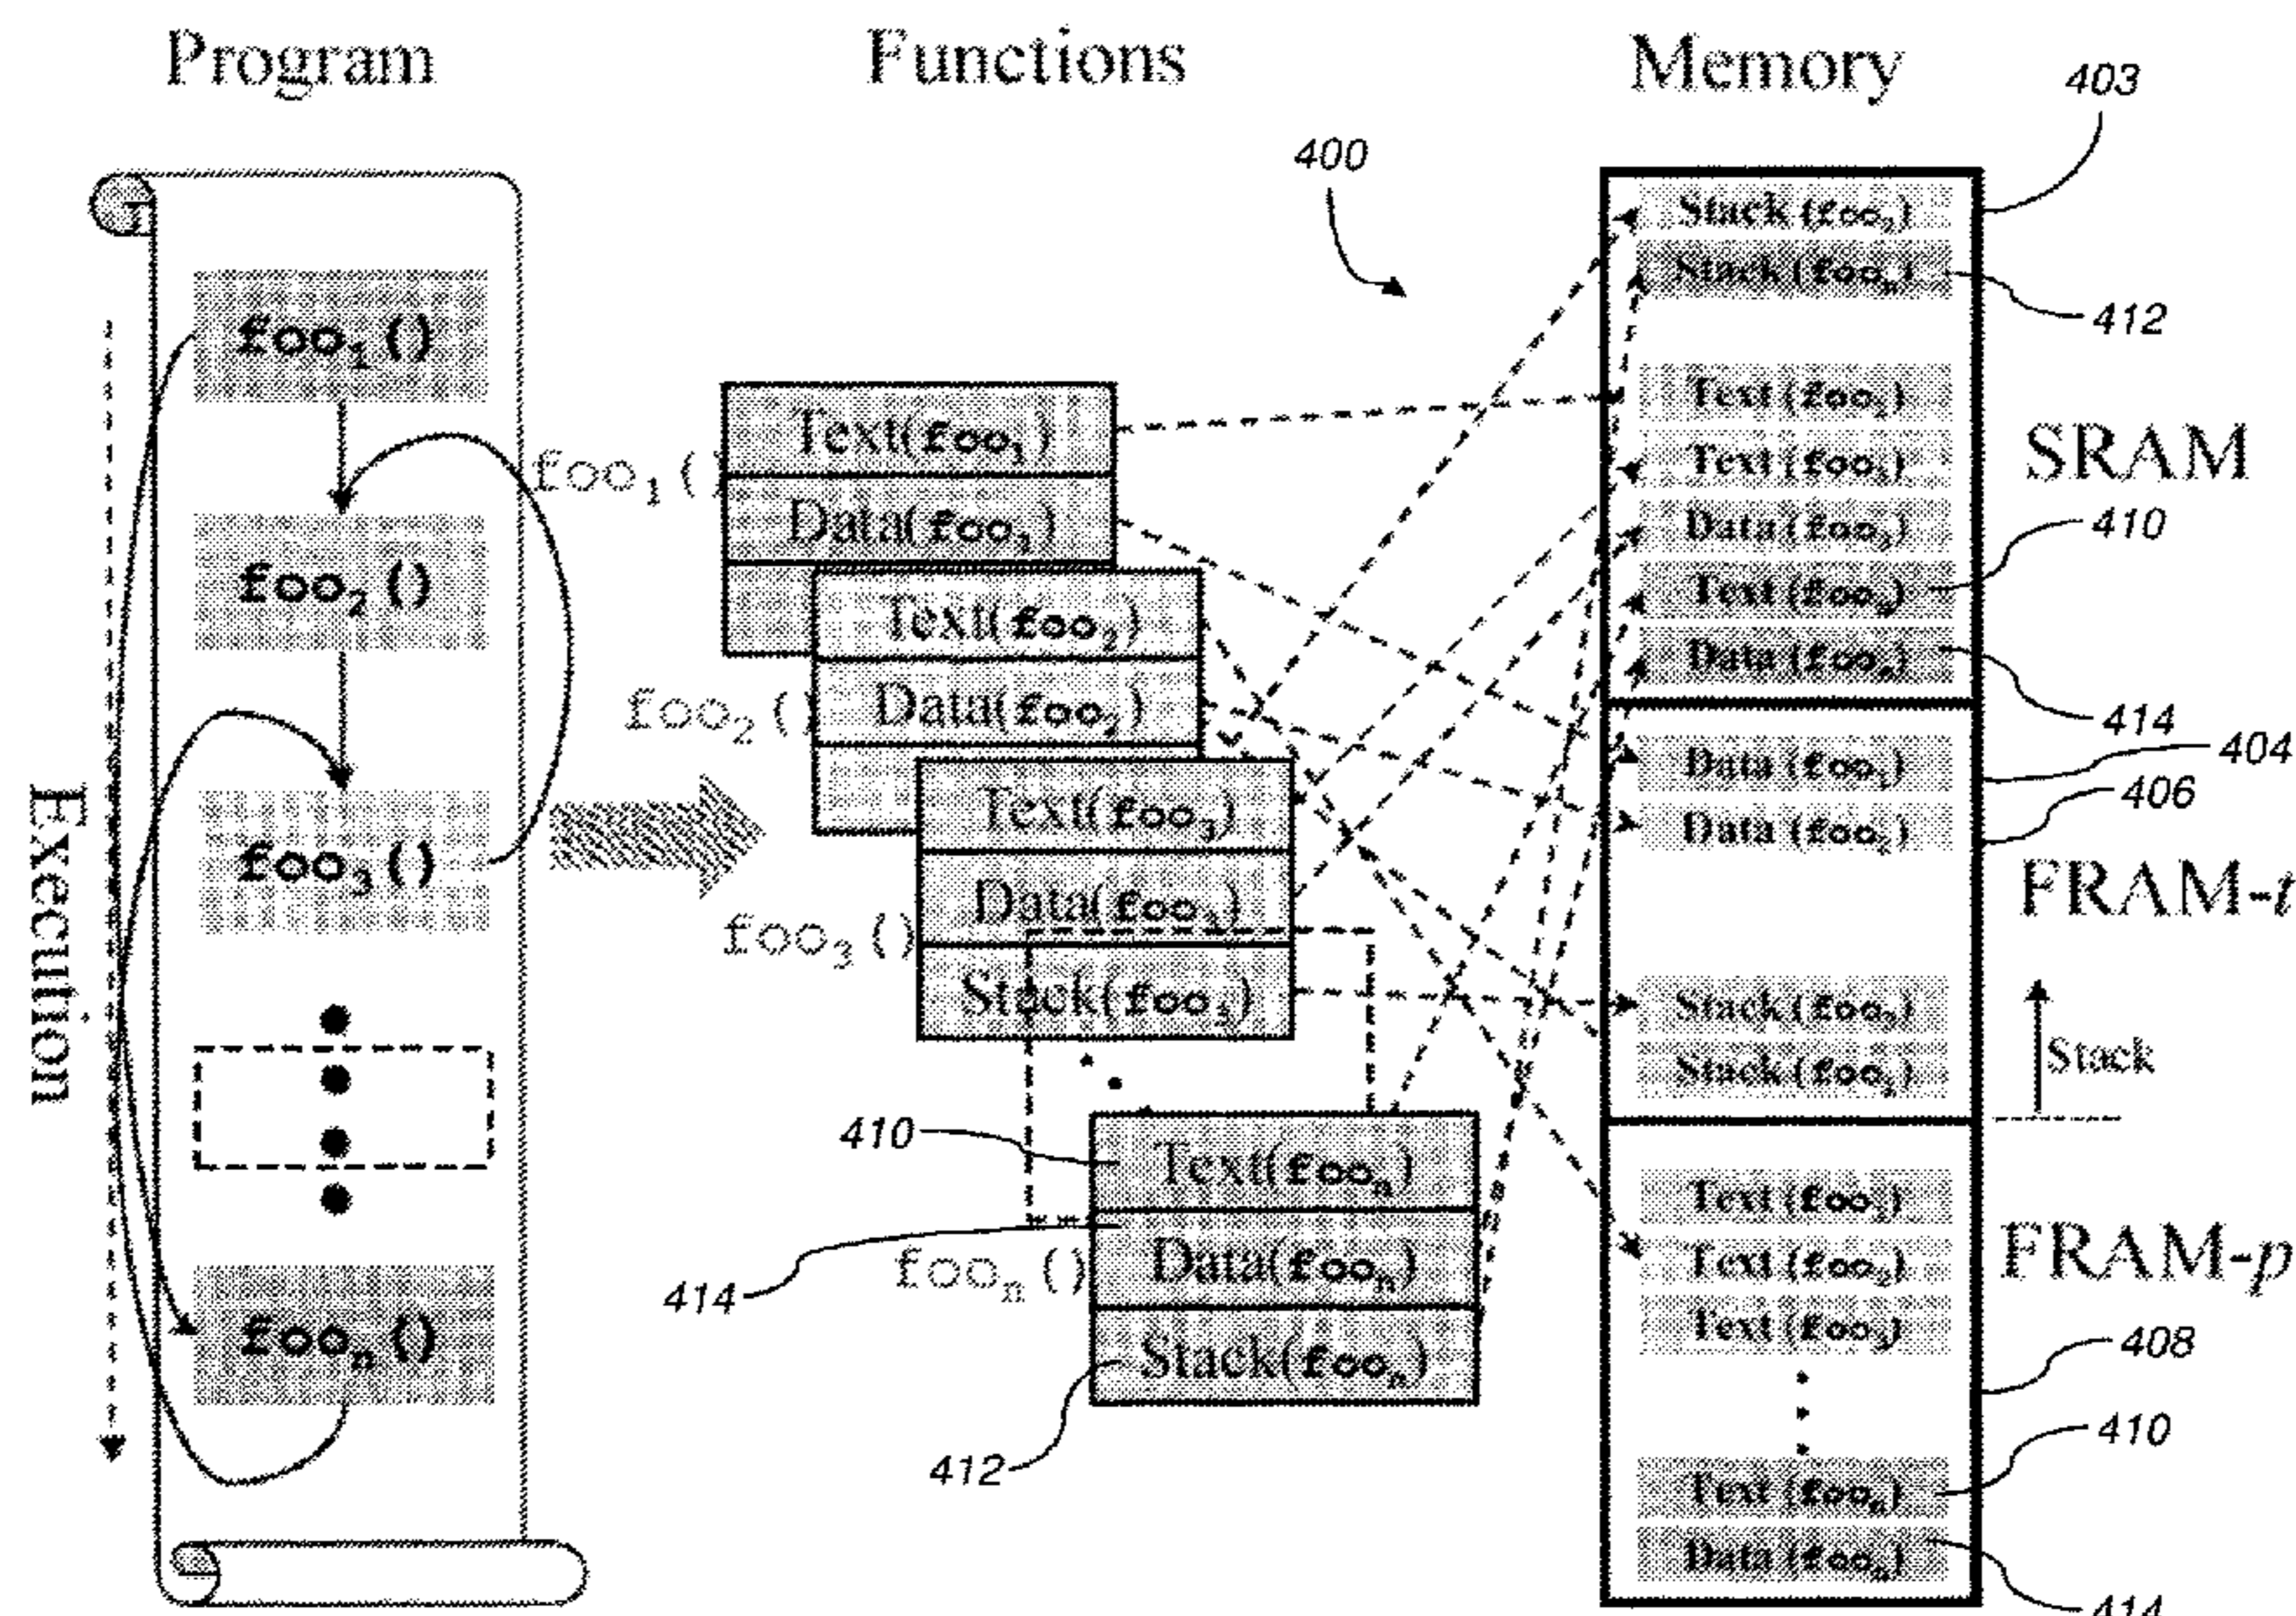 Program
Functions
Memory
403
400
Stack (foo₂)
Stack (fooₙ)
412
foo₁()
Text(foo₁)
Data(foo₁)
foo₁()
Text
Text (foo₃)
Data (foo₃)
Text (fooₙ)
Data (fooₙ)
SRAM
410
414
foo₂()
Text(foo₂)
Data(foo₂)
foo₂()
Data (foo₁)
Data (foo₂)
404
406
FRAM-t
Execution
foo₃()
Text(foo₃)
Data(foo₃)
Stack(foo₃)
foo₃()
Stack
Stack
Stack
410
Text(fooₙ)
Data(fooₙ)
Stack(fooₙ)
414
fooₙ()
412
fooₙ()
Text (foo₁)
Text (foo₂)
Text (foo₃)
FRAM-p
408
Text (fooₙ)
410
Data (fooₙ)
414